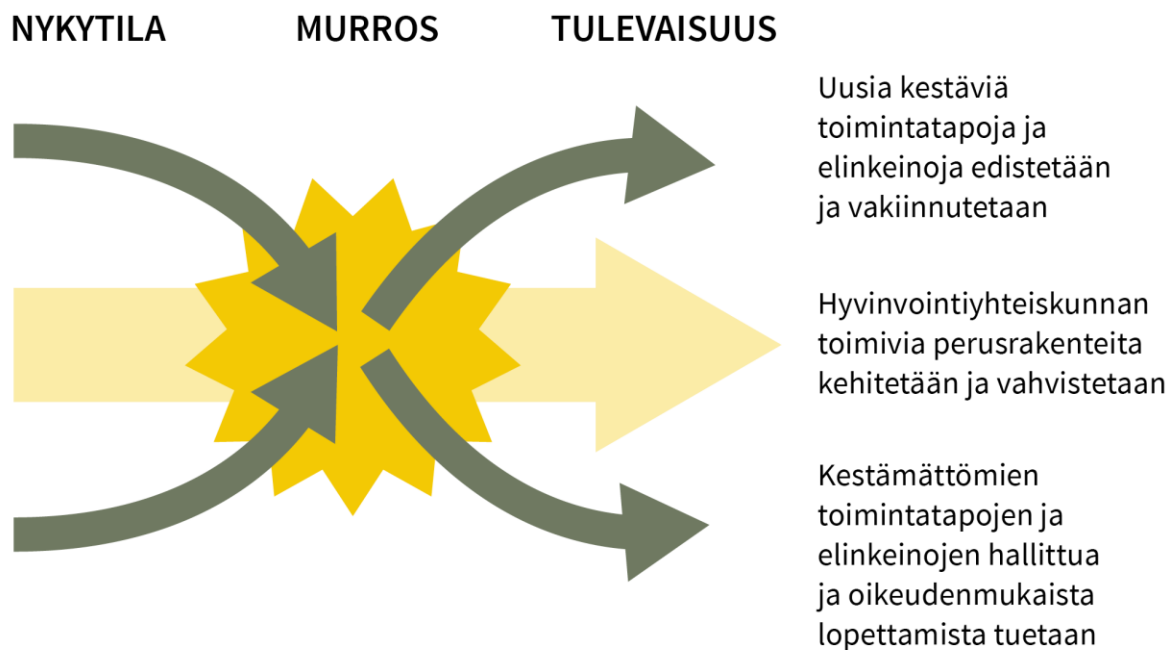 NYKYTILA MURROS TULEVAISUUS
Uusia kestäviä
toimintatapoja ja
elinkeinoja edistetään
ja vakiinnutetaan
Hyvinvointiyhteiskunnan
toimivia perusrakenteita
kehitetään ja vahvistetaan
Kestämättömien
toimintatapojen ja
elinkeinojen hallittua
ja oikeudenmukaista
lopettamista tuetaan